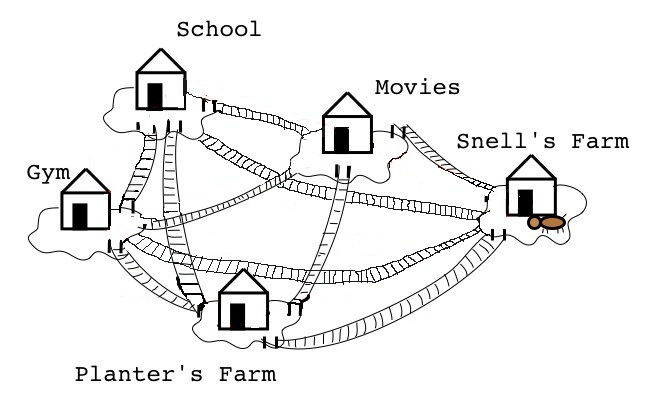 School
Movies
Snell's Farm
Gym
Planter's Farm